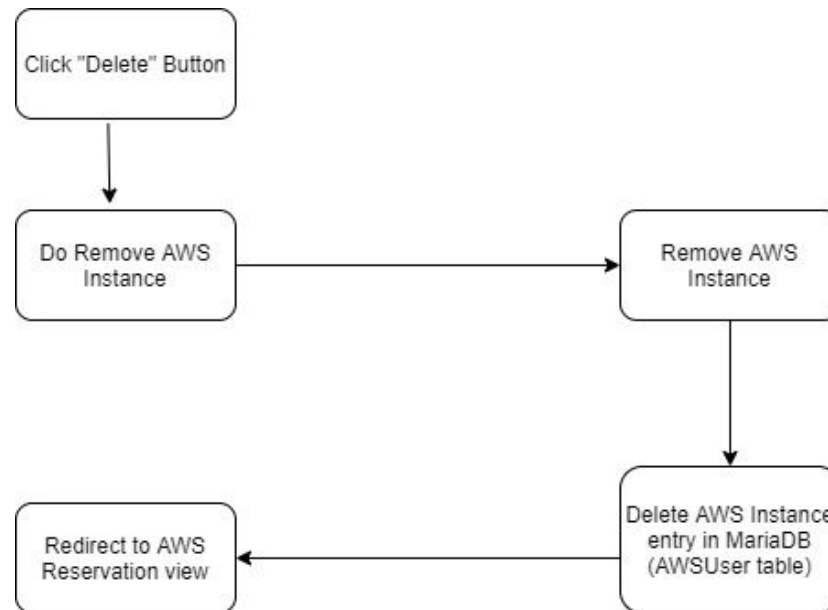 Click "Delete" Button
Do Remove AWS
Instance
Remove AWS
Instance
Delete AWS Instance
entry in MariaDB
(AWSUser table)
Redirect to AWS
Reservation view